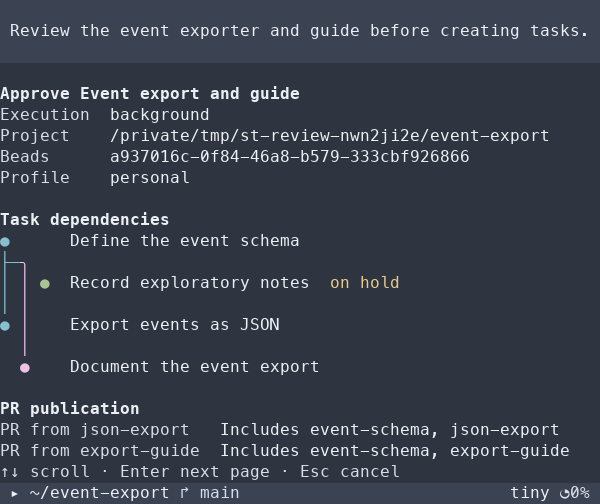 Review the event exporter and guide before creating tasks.
Approve Event export and guide
Execution  background
Project    /private/tmp/st-review-nwn2ji2e/event-export
Beads      a937016c-0f84-46a8-b579-333cbf926866
Profile    personal
Task dependencies
● Define the event schema
● Record exploratory notes  on hold
● Export events as JSON
● Document the event export
PR publication
PR from json-export   Includes event-schema, json-export
PR from export-guide  Includes event-schema, export-guide
↑↓ scroll · Enter next page · Esc cancel
▸ ~/event-export ↱ main tiny ◔0%